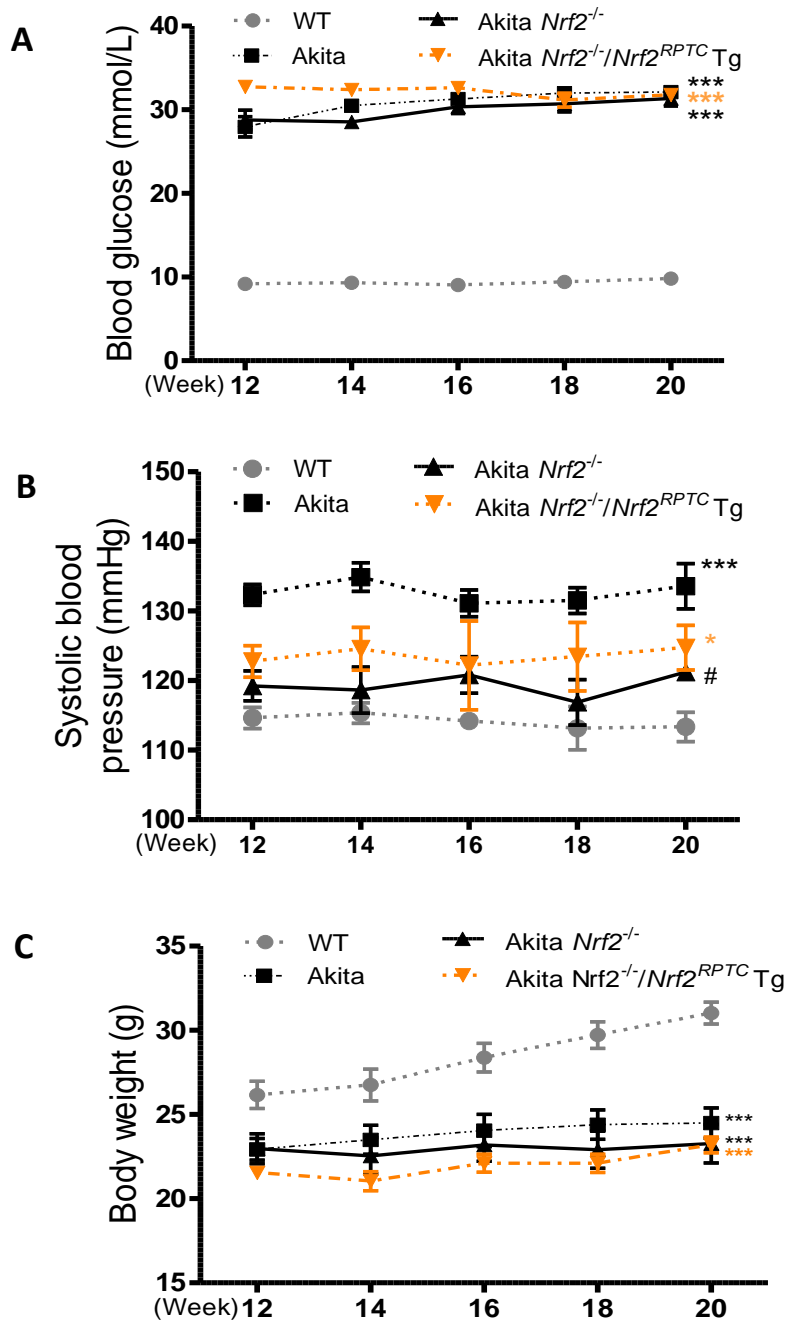 A
WT
Akita Nrf2-/-
Akita
Akita Nrf2-/-/Nrf2RPTC Tg
Blood glucose (mmol/L)
40
30
20
10
0
***
***
***
(Week)
12 14 16 18 20
B
WT
Akita Nrf2-/-
Akita
Akita Nrf2-/-/Nrf2RPTC Tg
Systolic blood
pressure (mmHg)
150
140
130
120
110
100
***
*
#
(Week)
12 14 16 18 20
C
WT
Akita Nrf2-/-
Akita
Akita Nrf2-/-/Nrf2RPTC Tg
Body weight (g)
35
30
25
20
15
***
***
***
(Week)
12 14 16 18 20